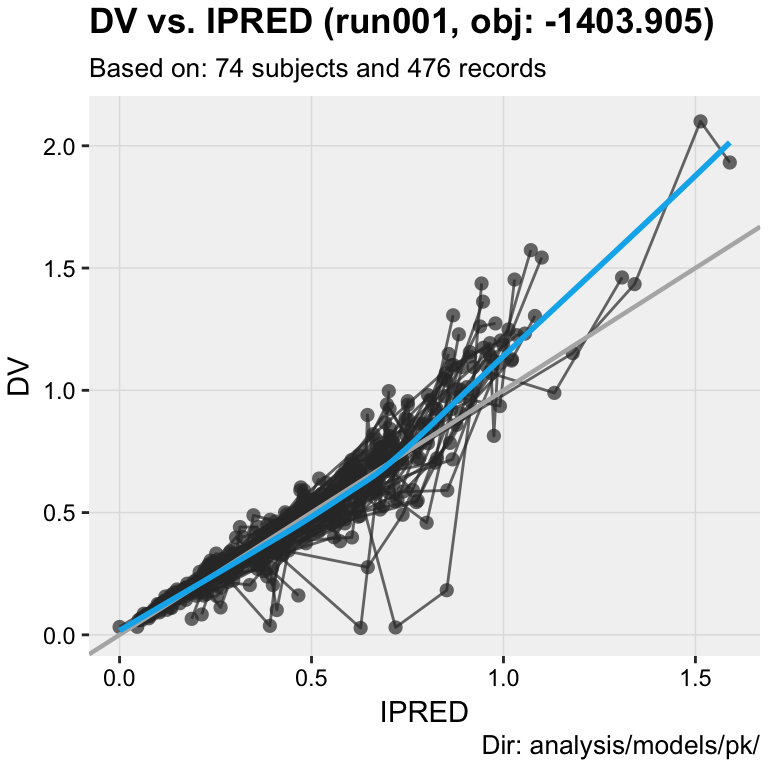 DV vs. IPRED (run001, obj: -1403.905)
Based on: 74 subjects and 476 records
2.0
1.5
1.0
0.5
0.0
DV
0.0 0.5 1.0 1.5
IPRED
Dir: analysis/models/pk/